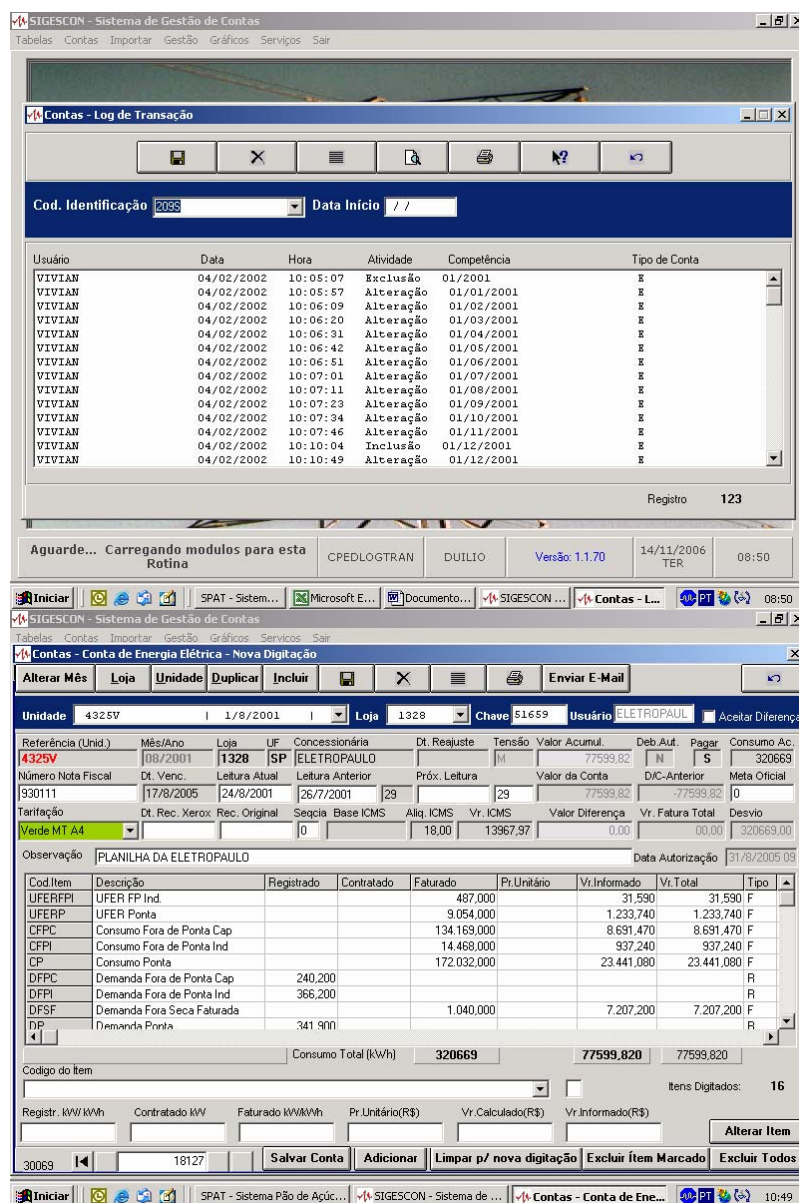 SIGESCON - Sistema de Gestão de Contas
Tabelas Contas Importar Gestão Gráficos Serviços Sair
Contas - Log de Transação
Cod. Identificação 209S Data Início / /
Usuário Data Hora Atividade Competência Tipo de Conta
VIVIAN 04/02/2002 10:05:07 Exclusão 01/2001 E
VIVIAN 04/02/2002 10:05:57 Alteração 01/01/2001 E
VIVIAN 04/02/2002 10:06:09 Alteração 01/02/2001 E
VIVIAN 04/02/2002 10:06:20 Alteração 01/03/2001 E
VIVIAN 04/02/2002 10:06:31 Alteração 01/04/2001 E
VIVIAN 04/02/2002 10:06:42 Alteração 01/05/2001 E
VIVIAN 04/02/2002 10:06:51 Alteração 01/06/2001 E
VIVIAN 04/02/2002 10:07:01 Alteração 01/07/2001 E
VIVIAN 04/02/2002 10:07:11 Alteração 01/08/2001 E
VIVIAN 04/02/2002 10:07:23 Alteração 01/09/2001 E
VIVIAN 04/02/2002 10:07:34 Alteração 01/10/2001 E
VIVIAN 04/02/2002 10:07:46 Alteração 01/11/2001 E
VIVIAN 04/02/2002 10:10:04 Inclusão 01/12/2001 E
VIVIAN 04/02/2002 10:10:49 Alteração 01/12/2001 E
Registro 123
Aguarde... Carregando modulos para esta Rotina CPEDLOGTRAN DUILIO Versão: 1.1.70 14/11/2006 TER 08:50
Iniciar SPAT - Sistem... Microsoft E... Documento... SIGESCON ... Contas - L... PT 08:50
SIGESCON - Sistema de Gestão de Contas
Tabelas Contas Importar Gestão Gráficos Serviços Sair
Contas - Conta de Energia Elétrica - Nova Digitação
Alterar Mês Loja Unidade Duplicar Incluir Enviar E-Mail
Unidade 4325V | 1/8/2001 | Loja 1328 Chave 51659 Usuário ELETROPAUL Aceitar Diferença
Referência (Unid.) Mês/Ano Loja UF Concessionária Dt. Reajuste Tensão Valor Acumul. Deb.Aut. Pagar Consumo Ac.
4325V 08/2001 1328 SP ELETROPAULO M 77599,82 N S 320669
Número Nota Fiscal Dt. Venc. Leitura Atual Leitura Anterior Próx. Leitura Valor da Conta D/C-Anterior Meta Oficial
930111 17/8/2005 24/8/2001 26/7/2001 29 29 77599,82 -77599,82 0
Tarifação Dt. Rec. Xerox Rec. Original Seqcia Base ICMS Aliq. ICMS Vr. ICMS Valor Diferença Vr. Fatura Total Desvio
Verde MT A4 0 18,00 13967,97 0,00 00,00 320669,00
Observação PLANILHA DA ELETROPAULO Data Autorização 31/8/2005 09
Cod.Item Descrição Registrado Contratado Faturado Pr.Unitário Vr.Informado Vr.Total Tipo
UFERFPI UFER FP Ind. 487,000 31,590 31,590 F
UFERP UFER Ponta 9.054,000 1.233,740 1.233,740 F
CFPC Consumo Fora de Ponta Cap 134.169,000 8.691,470 8.691,470 F
CFPI Consumo Fora de Ponta Ind 14.468,000 937,240 937,240 F
CP Consumo Ponta 172.032,000 23.441,080 23.441,080 F
DFPC Demanda Fora de Ponta Cap 240,200 R
DFPI Demanda Fora de Ponta Ind 366,200 R
DFSF Demanda Fora Seca Faturada 1.040,000 7.207,200 7.207,200 F
DP Demanda Ponta 341,900 R
Consumo Total (kWh) 320669 77599,820 77599,820
Codigo do Ítem Itens Digitados: 16
Registr. kW/ kWh Contratado kW Faturado kW/kWh Pr.Unitário(R$) Vr.Calculado(R$) Vr.Informado(R$)
Alterar Item
30069 18127 Salvar Conta Adicionar Limpar p/ nova digitação Excluir Ítem Marcado Excluir Todos
Iniciar SPAT - Sistema Pão de Açúc... SIGESCON - Sistema de ... Contas - Conta de Ene... PT 10:49